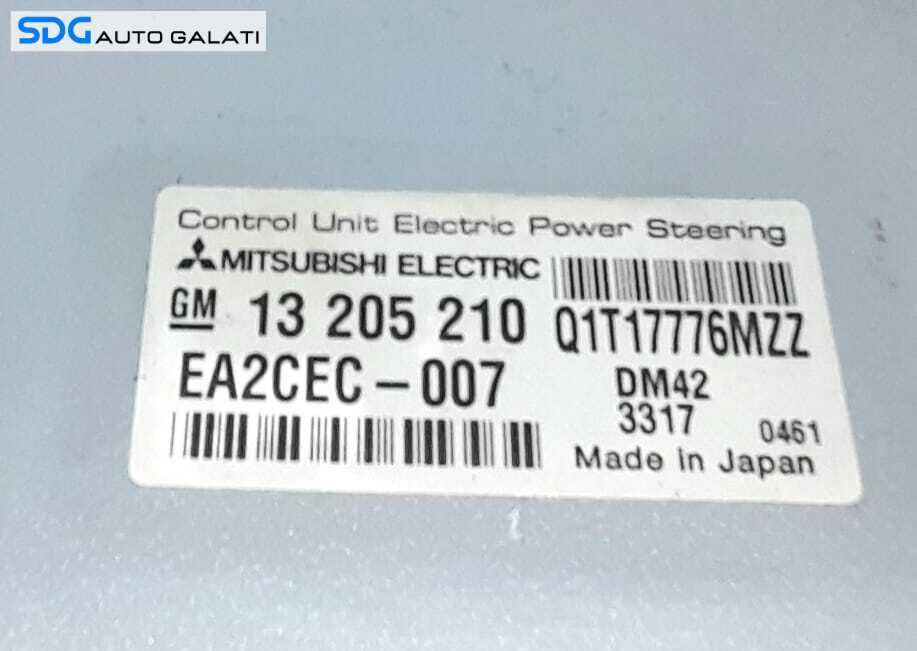 SDG AUTO GALATI
Control Unit Electric Power Steering
MITSUBISHI ELECTRIC
GM 13 205 210
Q1T17776MZZ
EA2CEC-007
DM42
3317
0461
Made in Japan